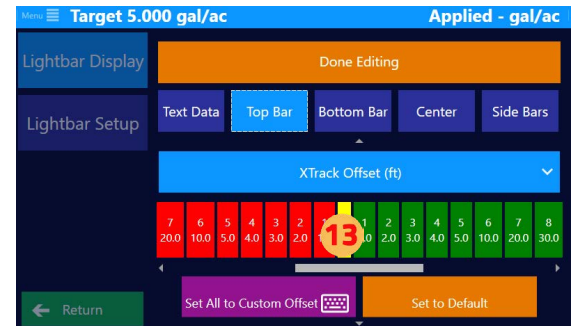 Menu Target 5.000 gal/ac Applied - gal/ac
Lightbar Display
Done Editing
Lightbar Setup
Text Data Top Bar Bottom Bar Center Side Bars
XTrack Offset (ft)
7 6 5 4 3 2 1 1 2 3 4 5 6 7 8
20.0 10.0 5.0 4.0 3.0 2.0 13 2.0 3.0 4.0 5.0 10.0 20.0 30.0
Set All to Custom Offset Set to Default
Return